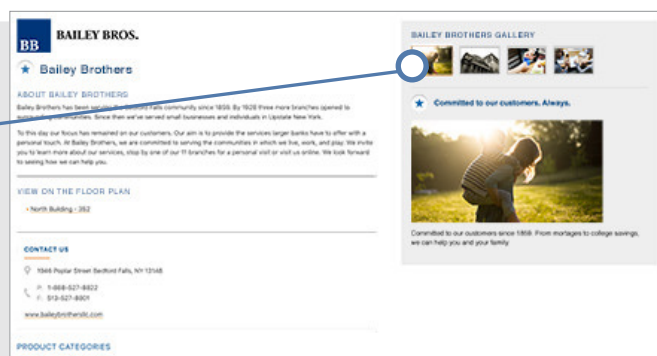 BB
BAILEY BROS.
Bailey Brothers
ABOUT BAILEY BROTHERS
Bailey Brothers has been serving the Bedford Falls community since 1859. By 1928 three more branches opened to
surrounding communities. Since then we've served small businesses and individuals in Upstate New York.
To this day our focus has remained on our customers. Our aim is to provide the services larger banks have to offer with a
personal touch. At Bailey Brothers, we are committed to serving the communities in which we live, work, and play. We invite
you to learn more about our services, stop by one of our 11 branches for a personal visit or visit us online. We look forward
to seeing how we can help you.
VIEW ON THE FLOOR PLAN
• North Building - 352
CONTACT US
1046 Poplar Street Bedford Falls, NY 13148
P: 1-888-527-8822
F: 513-527-8801
www.baileybrothersllc.com
PRODUCT CATEGORIES
BAILEY BROTHERS GALLERY
Committed to our customers. Always.
Committed to our customers since 1859. From mortages to college savings,
we can help you and your family.